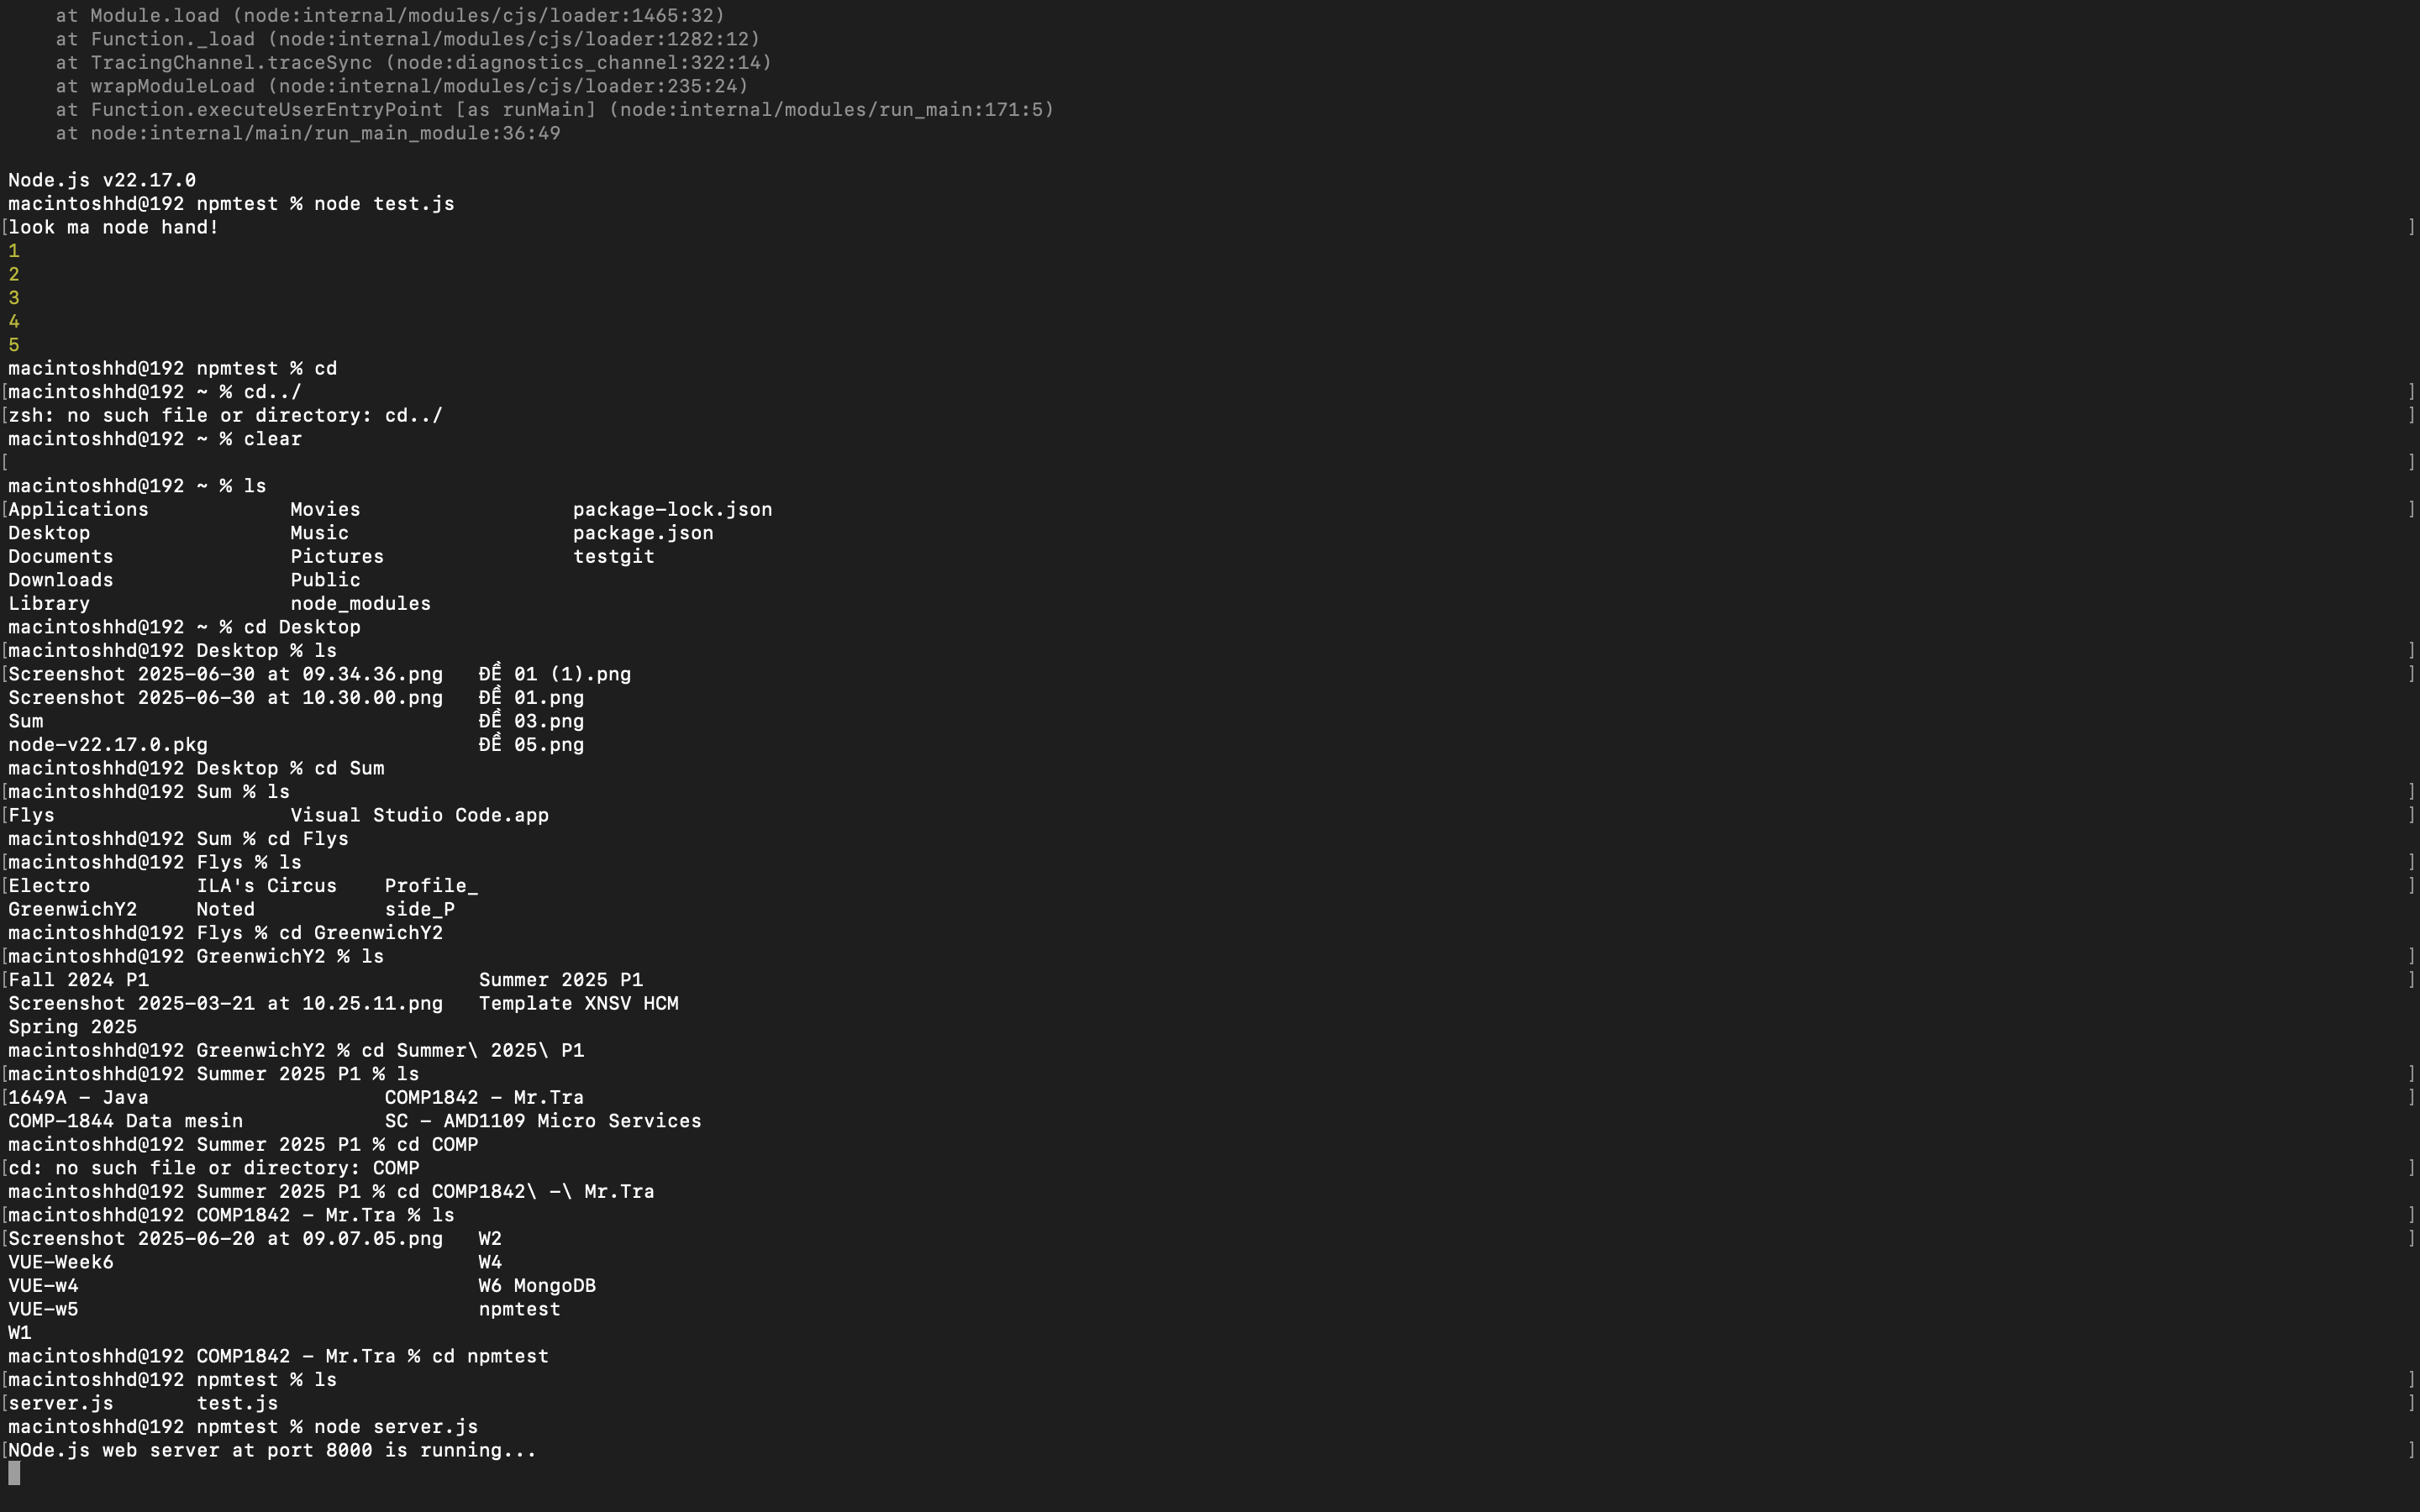 at Module.load (node:internal/modules/cjs/loader:1465:32)
    at Function._load (node:internal/modules/cjs/loader:1282:12)
    at TracingChannel.traceSync (node:diagnostics_channel:322:14)
    at wrapModuleLoad (node:internal/modules/cjs/loader:235:24)
    at Function.executeUserEntryPoint [as runMain] (node:internal/modules/run_main:171:5)
    at node:internal/main/run_main_module:36:49

Node.js v22.17.0
macintoshhd@192 npmtest % node test.js
[look ma node hand! ]
1
2
3
4
5
macintoshhd@192 npmtest % cd
[macintoshhd@192 ~ % cd../ ]
[zsh: no such file or directory: cd../ ]
macintoshhd@192 ~ % clear
[ ]
macintoshhd@192 ~ % ls
[Applications            Movies                  package-lock.json ]
Desktop                 Music                   package.json
Documents               Pictures                testgit
Downloads               Public
Library                 node_modules
macintoshhd@192 ~ % cd Desktop
[macintoshhd@192 Desktop % ls ]
[Screenshot 2025-06-30 at 09.34.36.png   ĐỀ 01 (1).png ]
Screenshot 2025-06-30 at 10.30.00.png   ĐỀ 01.png
Sum                                     ĐỀ 03.png
node-v22.17.0.pkg                       ĐỀ 05.png
macintoshhd@192 Desktop % cd Sum
[macintoshhd@192 Sum % ls ]
[Flys                    Visual Studio Code.app ]
macintoshhd@192 Sum % cd Flys
[macintoshhd@192 Flys % ls ]
[Electro         ILA's Circus    Profile_ ]
GreenwichY2     Noted           side_P
macintoshhd@192 Flys % cd GreenwichY2
[macintoshhd@192 GreenwichY2 % ls ]
[Fall 2024 P1                            Summer 2025 P1 ]
Screenshot 2025-03-21 at 10.25.11.png   Template XNSV HCM
Spring 2025
macintoshhd@192 GreenwichY2 % cd Summer\ 2025\ P1
[macintoshhd@192 Summer 2025 P1 % ls ]
[1649A - Java                    COMP1842 - Mr.Tra ]
COMP-1844 Data mesin            SC - AMD1109 Micro Services
macintoshhd@192 Summer 2025 P1 % cd COMP
[cd: no such file or directory: COMP ]
macintoshhd@192 Summer 2025 P1 % cd COMP1842\ -\ Mr.Tra
[macintoshhd@192 COMP1842 - Mr.Tra % ls ]
[Screenshot 2025-06-20 at 09.07.05.png   W2 ]
VUE-Week6                               W4
VUE-w4                                  W6 MongoDB
VUE-w5                                  npmtest
W1
macintoshhd@192 COMP1842 - Mr.Tra % cd npmtest
[macintoshhd@192 npmtest % ls ]
[server.js       test.js ]
macintoshhd@192 npmtest % node server.js
[NOde.js web server at port 8000 is running... ]